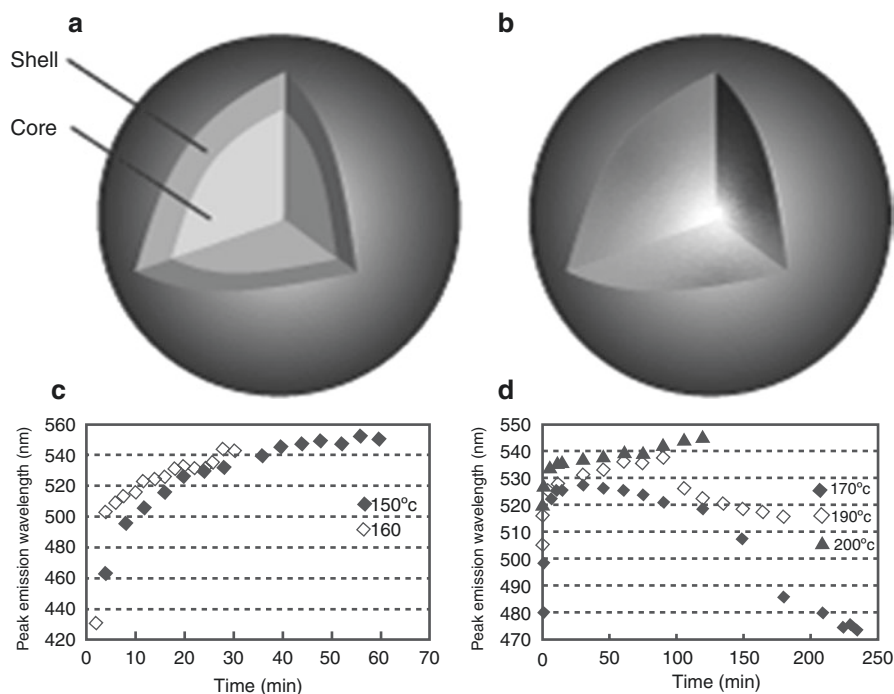 a
b
Shell
Core
c
d
Peak emission wavelength (nm)
560
540
520
500
480
460
440
420
0 10 20 30 40 50 60 70
Time (min)
150°c
160
Peak emission wavelength (nm)
550
540
530
520
510
500
490
480
470
0 50 100 150 200 250
Time (min)
170°c
190°c
200°c